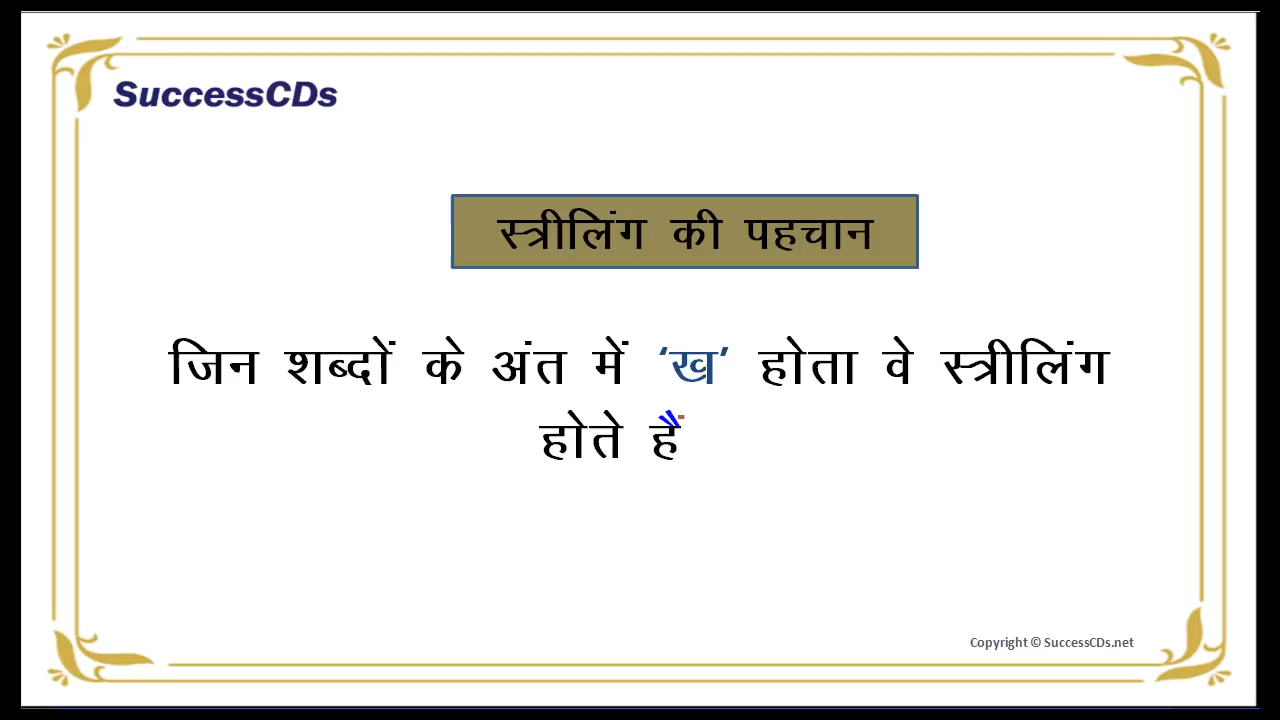 SuccessCDs
स्त्रीलिंग की पहचान
जिन शब्दों के अंत में ‘ख’ होता वे स्त्रीलिंग
होते हैं
Copyright © SuccessCDs.net